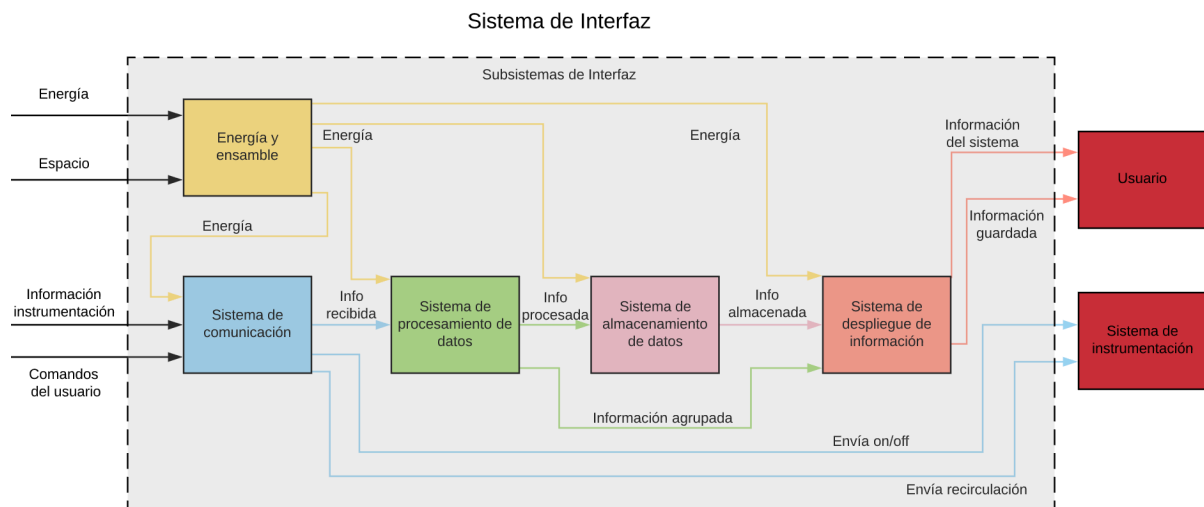 Sistema de Interfaz
Subsistemas de Interfaz
Energía
Espacio
Energía y
ensamble
Energía
Energía
Energía
Información
del sistema
Usuario
Información
guardada
Información
instrumentación
Comandos
del usuario
Sistema de
comunicación
Info
recibida
Sistema de
procesamiento de
datos
Info
procesada
Sistema de
almacenamiento
de datos
Info
almacenada
Sistema de
despliegue de
información
Sistema de
instrumentación
Información agrupada
Envía on/off
Envía recirculación